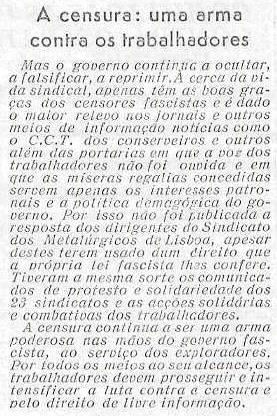 A censura: uma arma
contra os trabalhadores
Mas o governo continua a ocultar,
a falsificar, a reprimir. A cerca da vi
da sindical, apenas têm as boas gra-
ças dos censores fascistas e é dado
o maior relevo nos jornais e outros
meios de informação notícias como
o C.C.T. dos conserveiros e outros
além das portarias em que a voz dos
trabalhadores não foi ouvida e em
que as míseras regalias concedidas
servem apenas os interesses patro-
nais e a política demagógica do go-
verno. Por isso não foi publicada a
resposta dos dirigentes do Sindicato
dos Metalúrgicos de Lisboa, apesar
destes terem usado dum direito que
a própria lei fascista lhes confere.
Tiveram a mesma sorte os comunica-
dos de protesto e solidariedade dos
23 sindicatos e as acções solidárias
e combativas dos trabalhadores.
A censura continua a ser uma arma
poderosa nas mãos do governo fas-
cista, ao serviço dos exploradores.
Por todos os meios ao seu alcance, os
trabalhadores devem prosseguir e in-
tensificar a luta contra a censura e
pelo direito de livre informação.